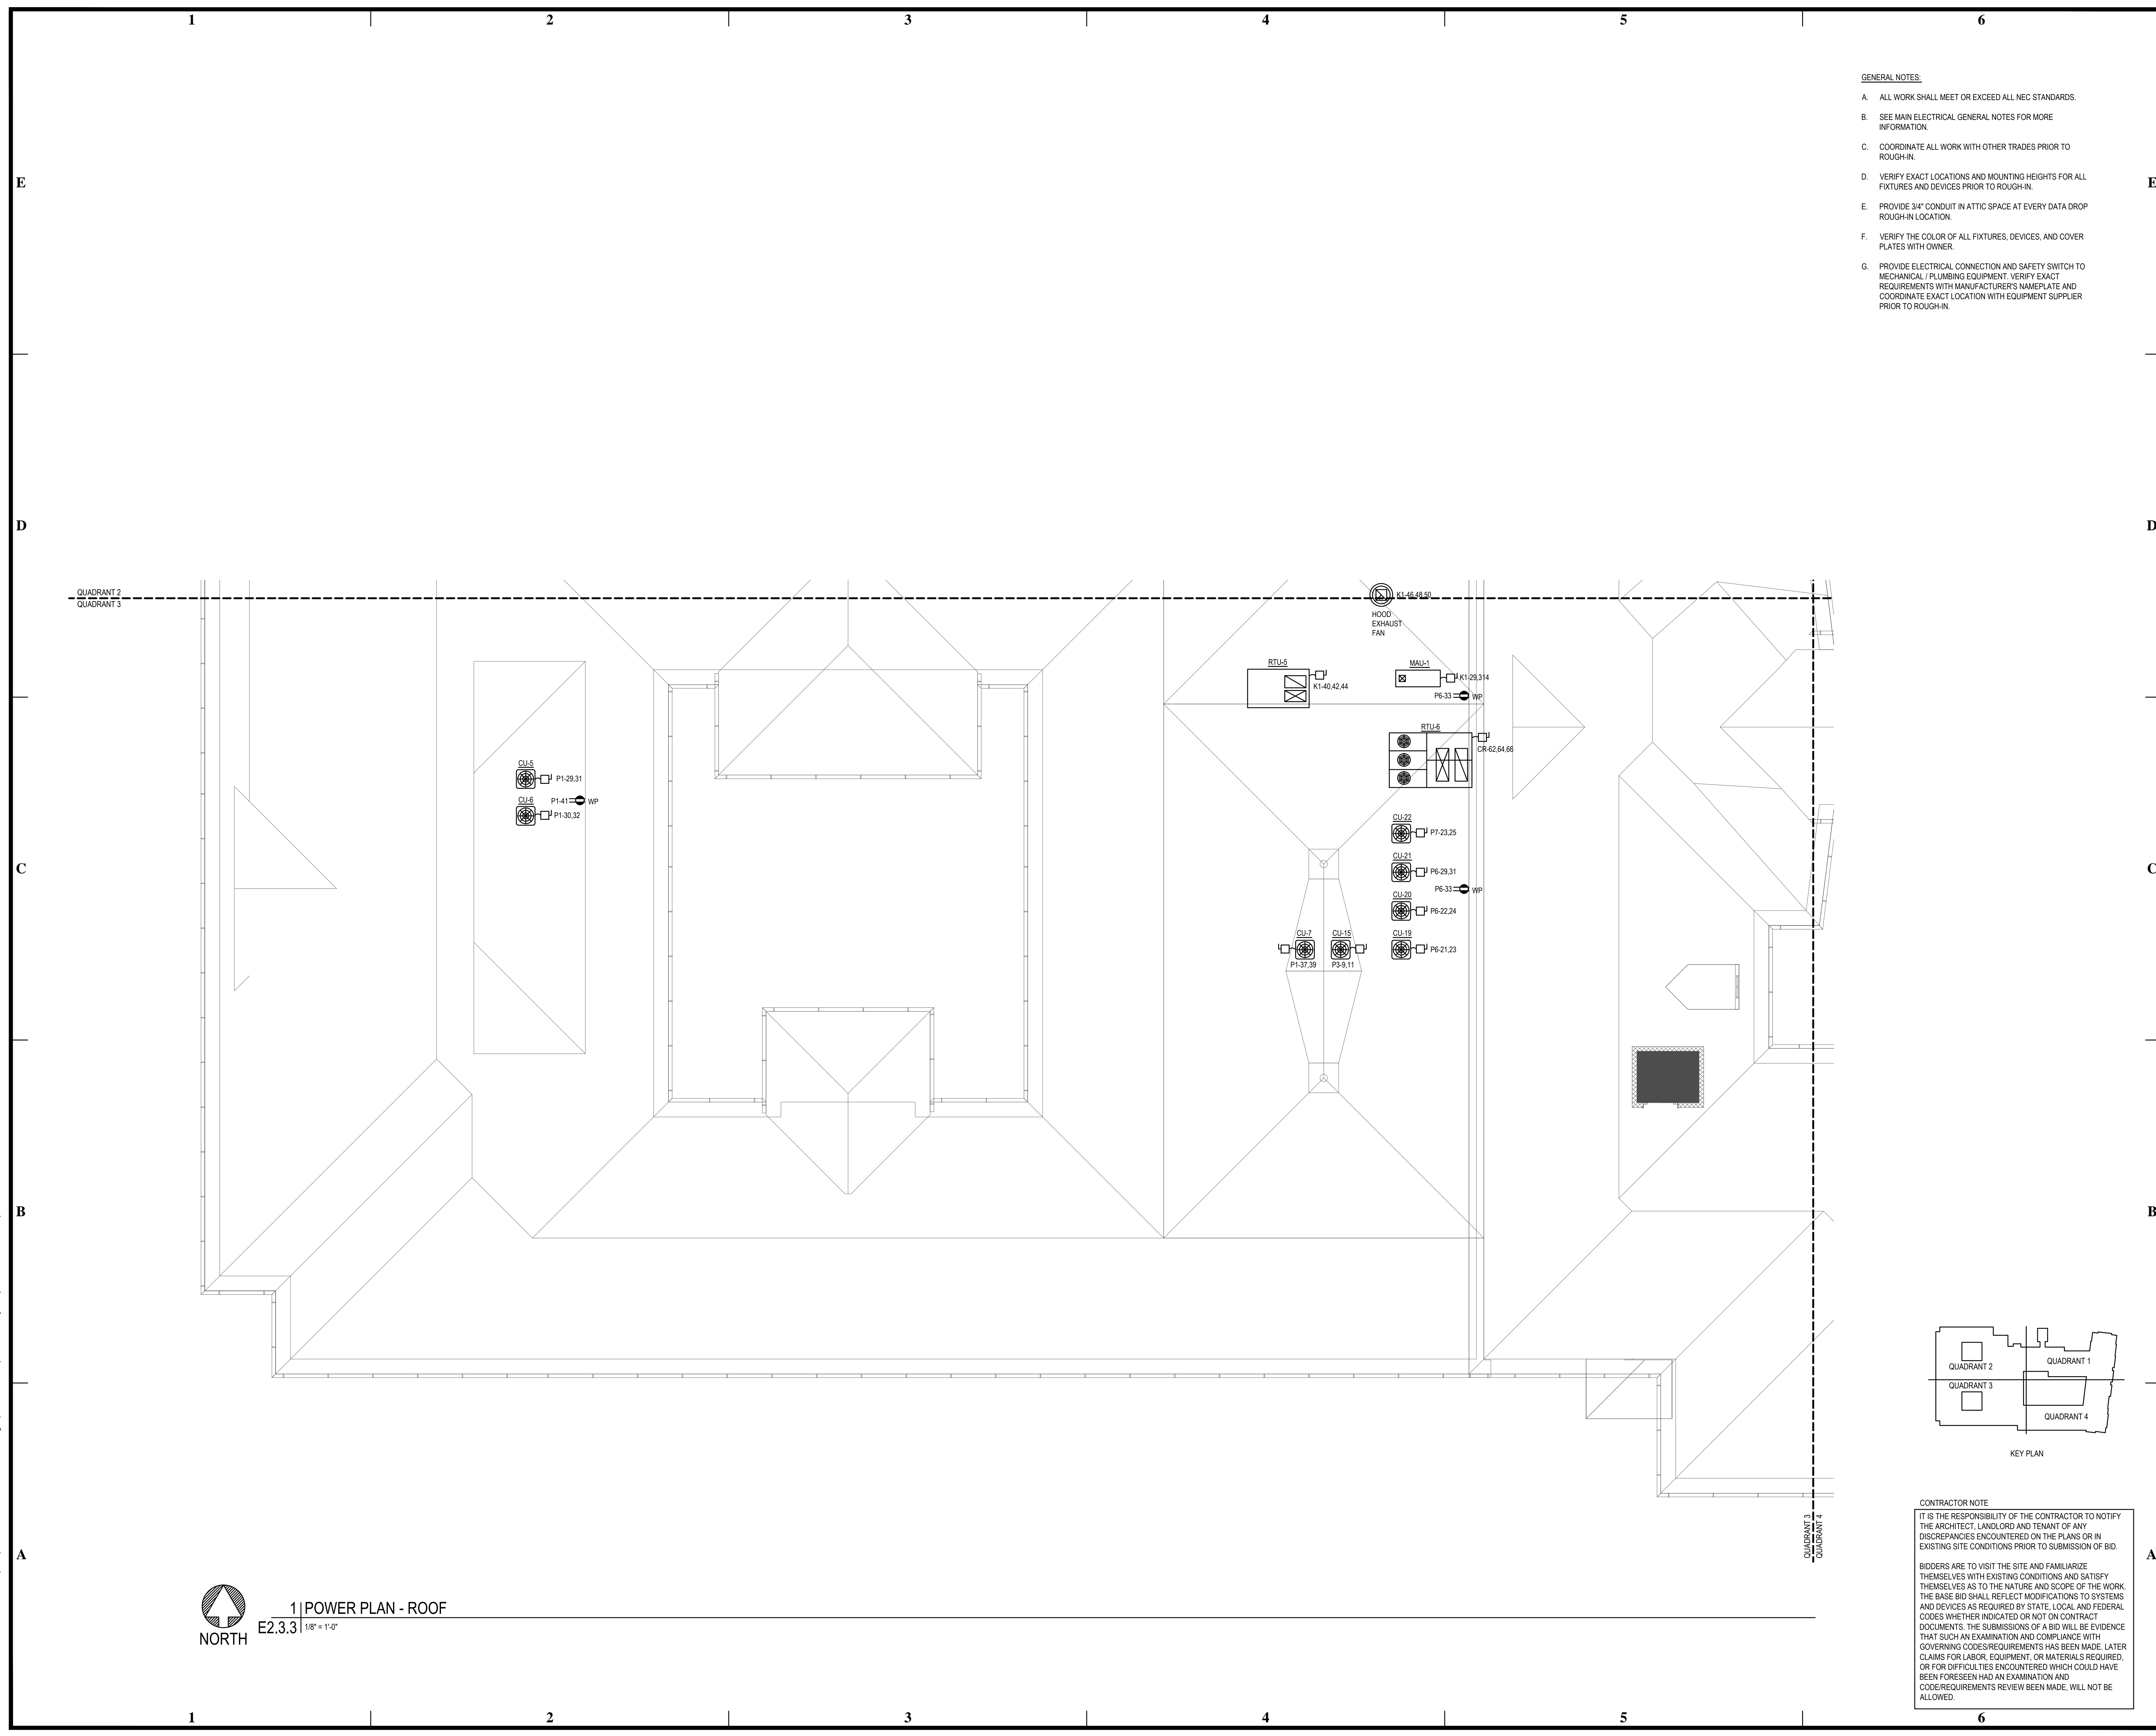 1 2 3 4 5 6
GENERAL NOTES:
A. ALL WORK SHALL MEET OR EXCEED ALL NEC STANDARDS.
B. SEE MAIN ELECTRICAL GENERAL NOTES FOR MORE
INFORMATION.
C. COORDINATE ALL WORK WITH OTHER TRADES PRIOR TO
ROUGH-IN.
D. VERIFY EXACT LOCATIONS AND MOUNTING HEIGHTS FOR ALL
FIXTURES AND DEVICES PRIOR TO ROUGH-IN.
E. PROVIDE 3/4" CONDUIT IN ATTIC SPACE AT EVERY DATA DROP
ROUGH-IN LOCATION.
F. VERIFY THE COLOR OF ALL FIXTURES, DEVICES, AND COVER
PLATES WITH OWNER.
G. PROVIDE ELECTRICAL CONNECTION AND SAFETY SWITCH TO
MECHANICAL / PLUMBING EQUIPMENT. VERIFY EXACT
REQUIREMENTS WITH MANUFACTURER'S NAMEPLATE AND
COORDINATE EXACT LOCATION WITH EQUIPMENT SUPPLIER
PRIOR TO ROUGH-IN.
E E
D D
QUADRANT 2
QUADRANT 3
K1-46,48,50
HOOD
EXHAUST
FAN
RTU-5
K1-40,42,44
MAU-1
K1-29,314
P6-33 WP
RTU-6
CR-62,64,66
CU-5
P1-29,31
CU-6
P1-41 WP
P1-30,32
CU-22
P7-23,25
CU-21
P6-29,31
C C
P6-33 WP
CU-20
P6-22,24
CU-7
P1-37,39
CU-15
P3-9,11
CU-19
P6-21,23
B B
QUADRANT 2
QUADRANT 1
QUADRANT 3
QUADRANT 4
KEY PLAN
QUADRANT 3
QUADRANT 4
A A
CONTRACTOR NOTE
IT IS THE RESPONSIBILITY OF THE CONTRACTOR TO NOTIFY
THE ARCHITECT, LANDLORD AND TENANT OF ANY
DISCREPANCIES ENCOUNTERED ON THE PLANS OR IN
EXISTING SITE CONDITIONS PRIOR TO SUBMISSION OF BID.
BIDDERS ARE TO VISIT THE SITE AND FAMILIARIZE
THEMSELVES WITH EXISTING CONDITIONS AND SATISFY
THEMSELVES AS TO THE NATURE AND SCOPE OF THE WORK.
THE BASE BID SHALL REFLECT MODIFICATIONS TO SYSTEMS
AND DEVICES AS REQUIRED BY STATE, LOCAL AND FEDERAL
CODES WHETHER INDICATED OR NOT ON CONTRACT
DOCUMENTS. THE SUBMISSIONS OF A BID WILL BE EVIDENCE
THAT SUCH AN EXAMINATION AND COMPLIANCE WITH
GOVERNING CODES/REQUIREMENTS HAS BEEN MADE. LATER
CLAIMS FOR LABOR, EQUIPMENT, OR MATERIALS REQUIRED,
OR FOR DIFFICULTIES ENCOUNTERED WHICH COULD HAVE
BEEN FORESEEN HAD AN EXAMINATION AND
CODE/REQUIREMENTS REVIEW BEEN MADE, WILL NOT BE
ALLOWED.
NORTH
1 POWER PLAN - ROOF
E2.3.3 1/8" = 1'-0"
1 2 3 4 5 6